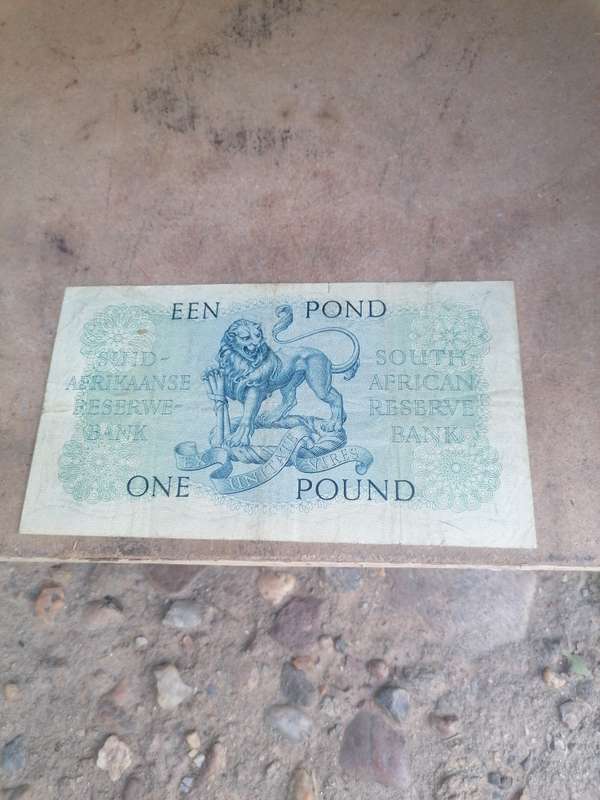 EEN POND
SUID-
AFRIKAANSE
RESERWE-
BANK
SOUTH
AFRICAN
RESERVE
BANK
EX UNITATE VIRES
ONE POUND